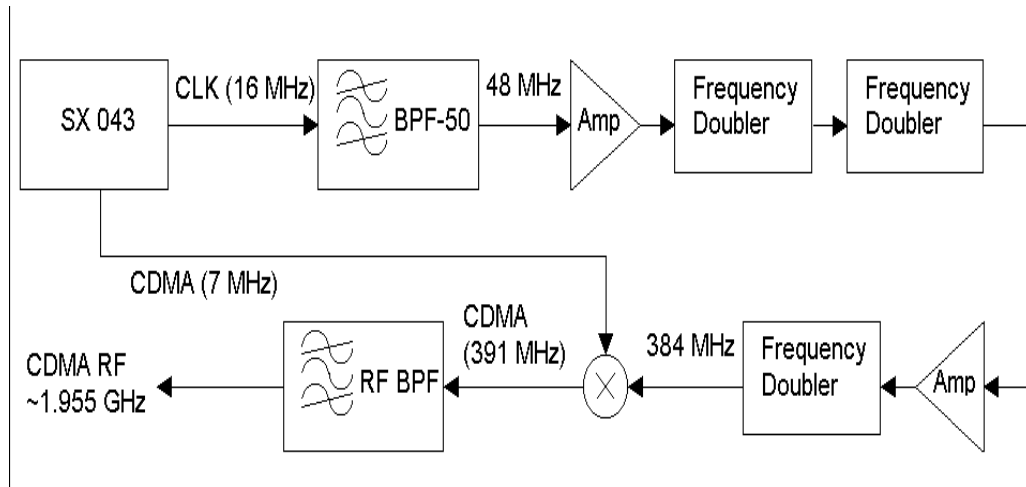 SX 043
CLK (16 MHz)
BPF-50
48 MHz
Amp
Frequency
Doubler
Frequency
Doubler
CDMA (7 MHz)
CDMA RF
~1.955 GHz
RF BPF
CDMA
(391 MHz)
384 MHz
Frequency
Doubler
Amp